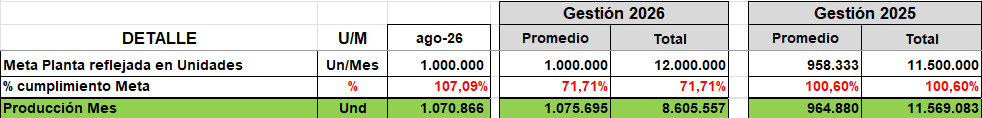 Gestión 2026 Gestión 2025
DETALLE U/M ago-26 Promedio Total Promedio Total
Meta Planta reflejada en Unidades Un/Mes 1.000.000 1.000.000 12.000.000 958.333 11.500.000
% cumplimiento Meta % 107,09% 71,71% 71,71% 100,60% 100,60%
Producción Mes Und 1.070.866 1.075.695 8.605.557 964.880 11.569.083